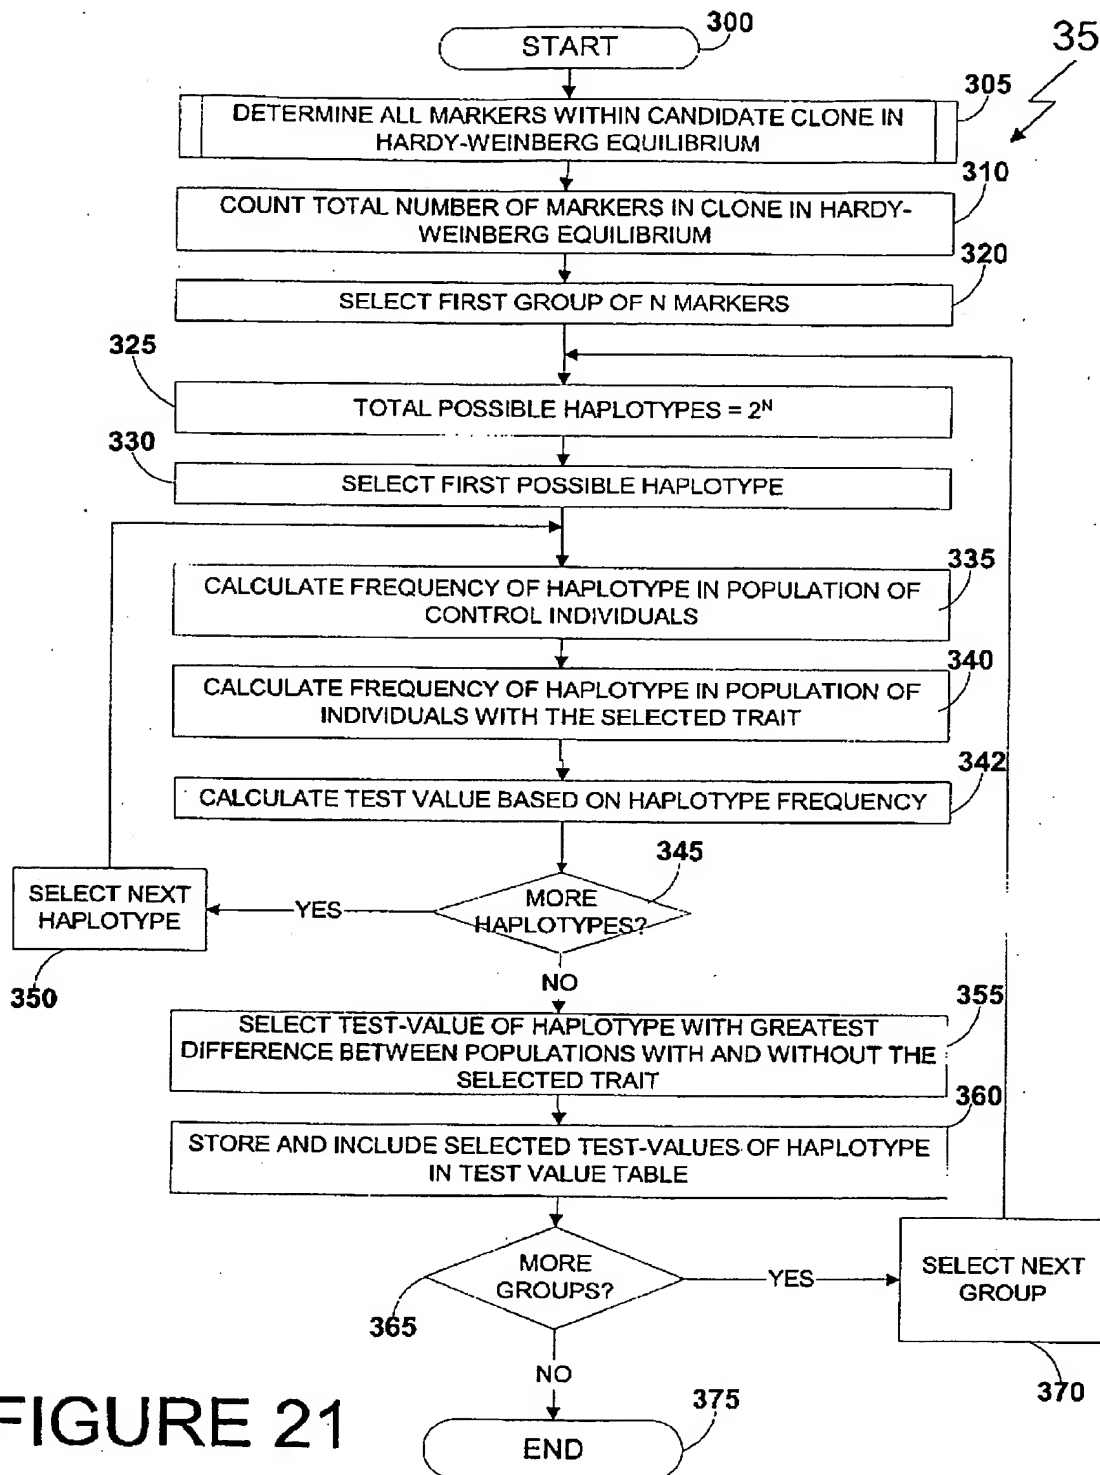 300
START
35
305
DETERMINE ALL MARKERS WITHIN CANDIDATE CLONE IN
HARDY-WEINBERG EQUILIBRIUM
310
COUNT TOTAL NUMBER OF MARKERS IN CLONE IN HARDY-
WEINBERG EQUILIBRIUM
320
SELECT FIRST GROUP OF N MARKERS
325
TOTAL POSSIBLE HAPLOTYPES = 2ᴺ
330
SELECT FIRST POSSIBLE HAPLOTYPE
335
CALCULATE FREQUENCY OF HAPLOTYPE IN POPULATION OF
CONTROL INDIVIDUALS
340
CALCULATE FREQUENCY OF HAPLOTYPE IN POPULATION OF
INDIVIDUALS WITH THE SELECTED TRAIT
342
CALCULATE TEST VALUE BASED ON HAPLOTYPE FREQUENCY
345
MORE
HAPLOTYPES?
YES
SELECT NEXT
HAPLOTYPE
350
NO
355
SELECT TEST-VALUE OF HAPLOTYPE WITH GREATEST
DIFFERENCE BETWEEN POPULATIONS WITH AND WITHOUT THE
SELECTED TRAIT
360
STORE AND INCLUDE SELECTED TEST-VALUES OF HAPLOTYPE
IN TEST VALUE TABLE
MORE
GROUPS?
365
YES
SELECT NEXT
GROUP
370
NO
375
END
FIGURE 21